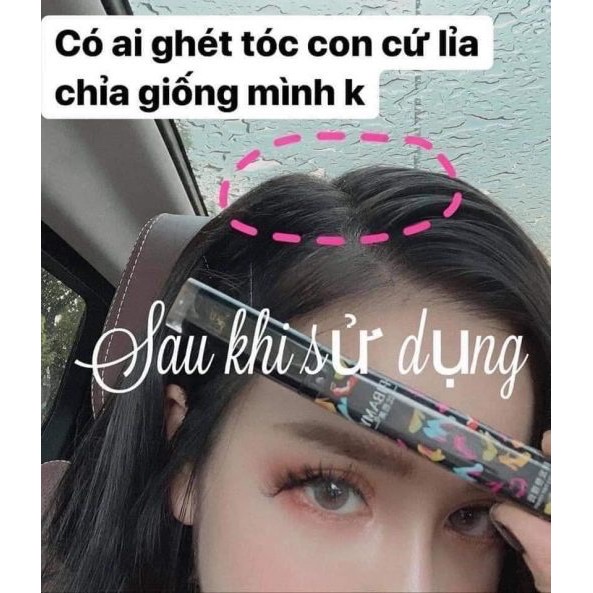 Có ai ghét tóc con cứ lỉa
chỉa giống mình k
Sau khi sử dụng